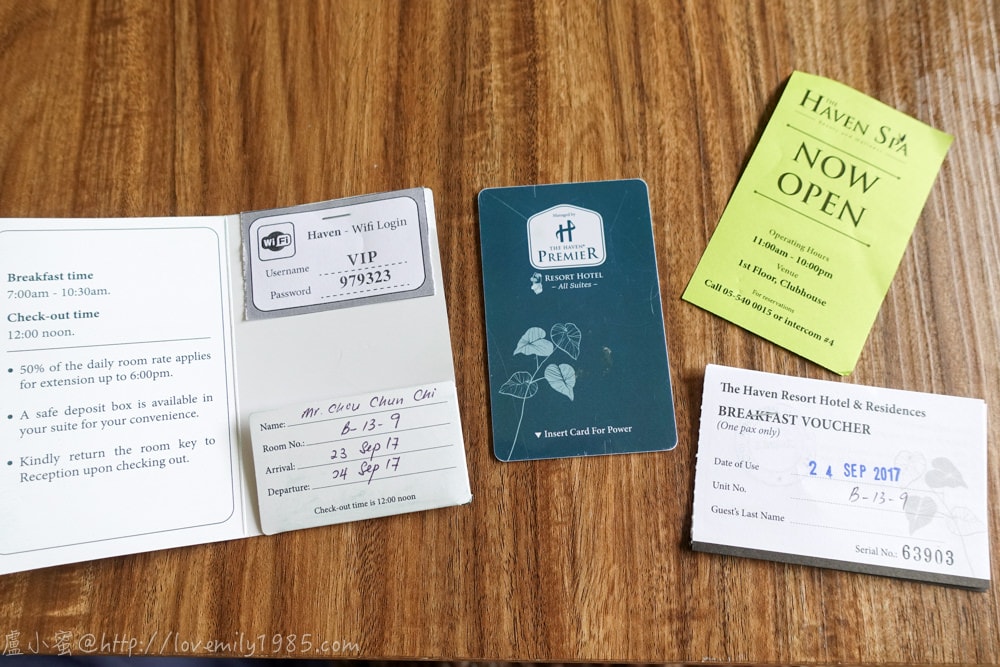 Breakfast time
7:00am - 10:30am.
Check-out time
12:00 noon.
• 50% of the daily room rate applies
for extension up to 6:00pm.
• A safe deposit box is available in
your suite for your convenience.
• Kindly return the room key to
Reception upon checking out.
WiFi
Haven - Wifi Login
Username VIP
Password 979323
Name: Mr. Chou Chun Chi
Room No.: B-13-9
Arrival: 23 Sep 17
Departure: 24 Sep 17
Check-out time is 12:00 noon
Managed by
H
THE HAVEN®
PREMIER
RESORT HOTEL
– All Suites –
▼ Insert Card For Power
THE
HAVEN SPA
beauty and wellness
NOW
OPEN
Operating Hours
11:00am - 10:00pm
Venue
1st Floor, Clubhouse
For reservations
Call 05-540 0015 or intercom #4
The Haven Resort Hotel & Residences
BREAKFAST VOUCHER
(One pax only)
Date of Use 24 SEP 2017
Unit No. B-13-9
Guest's Last Name
Serial No.: 63903
盧小蜜@http://lovemily1985.com